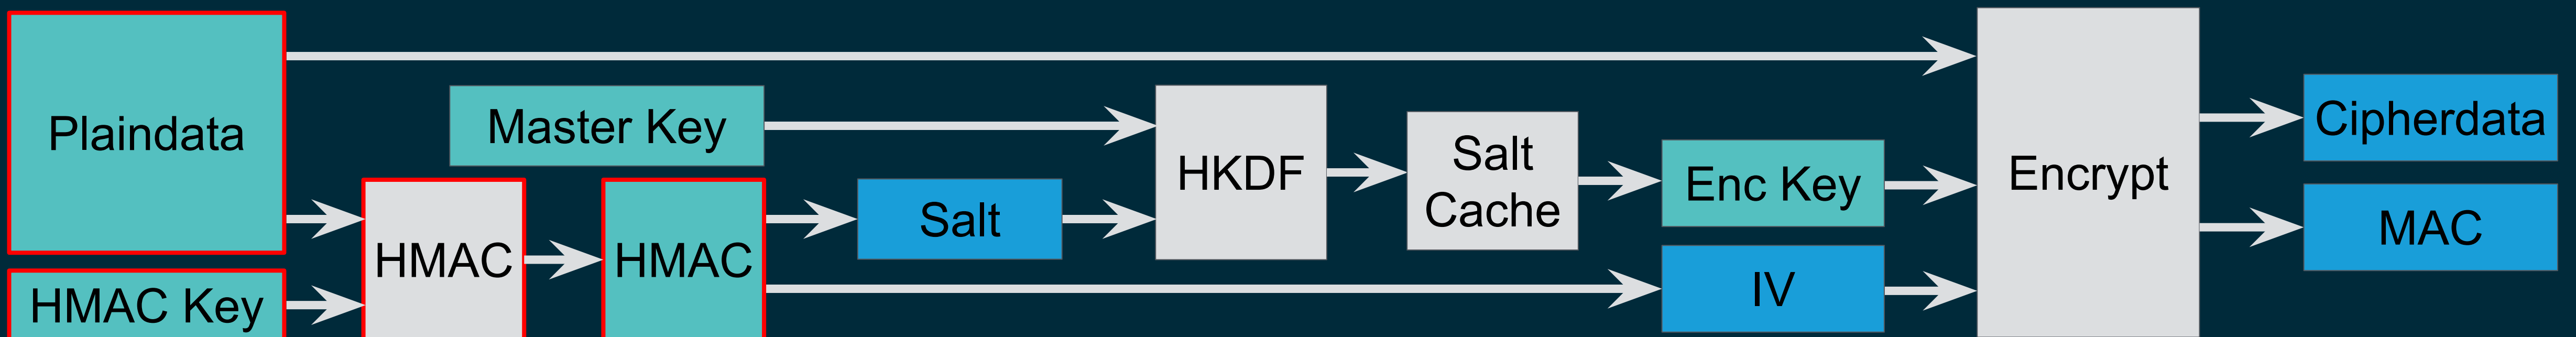 Plaindata
HMAC Key
HMAC
HMAC
Master Key
Salt
HKDF
Salt
Cache
Enc Key
IV
Encrypt
Cipherdata
MAC